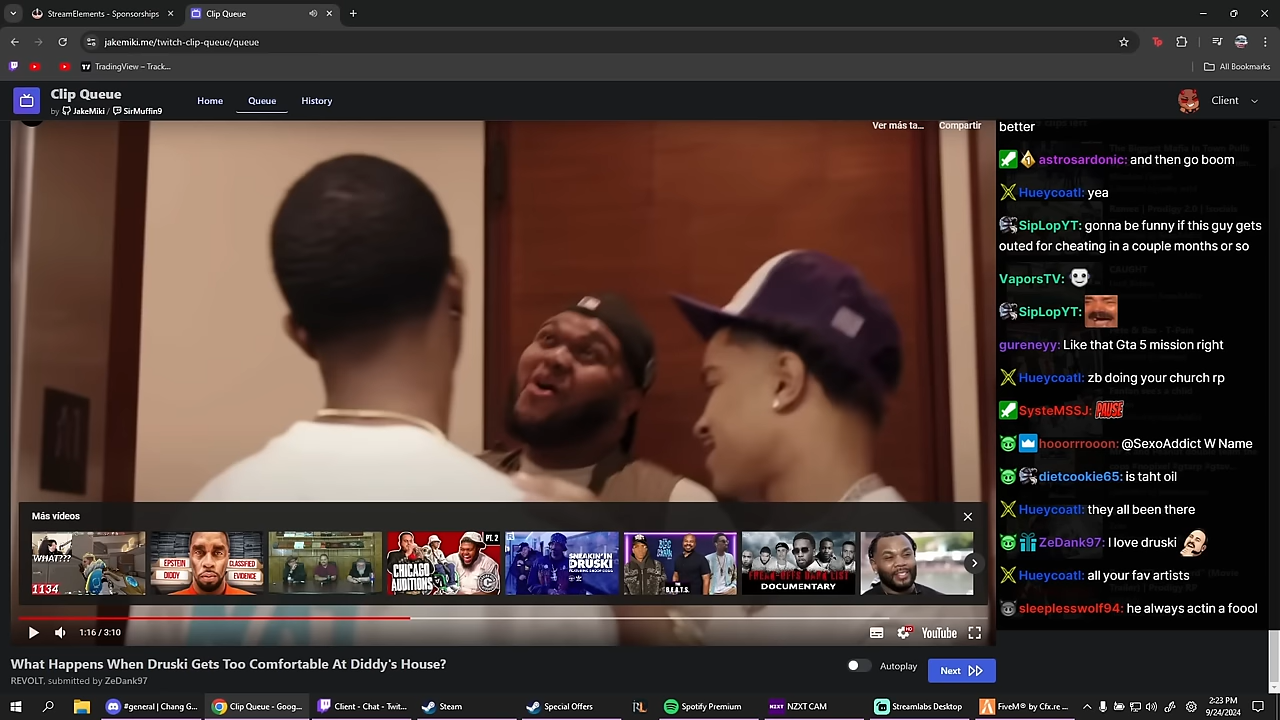 StreamElements - Sponsorships
Clip Queue
jakemiki.me/twitch-clip-queue/queue
TradingView – Track...
All Bookmarks
Clip Queue
by JakeMiki / SirMuffin9
Home
Queue
History
Client
Ver más ta...
Compartir
better
astrosardonic: and then go boom
Hueycoatl: yea
SipLopYT: gonna be funny if this guy gets
outed for cheating in a couple months or so
VaporsTV:
SipLopYT:
gureneyy: Like that Gta 5 mission right
Hueycoatl: zb doing your church rp
SysteMSSJ: PAUSE
hooorrrooon: @SexoAddict W Name
dietcookie65: is taht oil
Hueycoatl: they all been there
ZeDank97: I love druski
Hueycoatl: all your fav artists
sleeplesswolf94: he always actin a foool
Más vídeos
WHAT???
1134
EPSTEIN
DIDDY
CLASSIFIED
EVIDENCE
PT. 2
CHICAGO
AUDITIONS
SNEAKIN IN
DRUSKI
DOCUMENTARY
1:16 / 3:10
YouTube
What Happens When Druski Gets Too Comfortable At Diddy's House?
REVOLT, submitted by ZeDank97
Autoplay
Next
#general | Chang G...
Clip Queue - Goog...
Client - Chat - Twit...
Steam
Special Offers
RL
Spotify Premium
NZXT
NZXT CAM
Streamlabs Desktop
FiveM® by Cfx.re ...
2:23 PM
9/24/2024